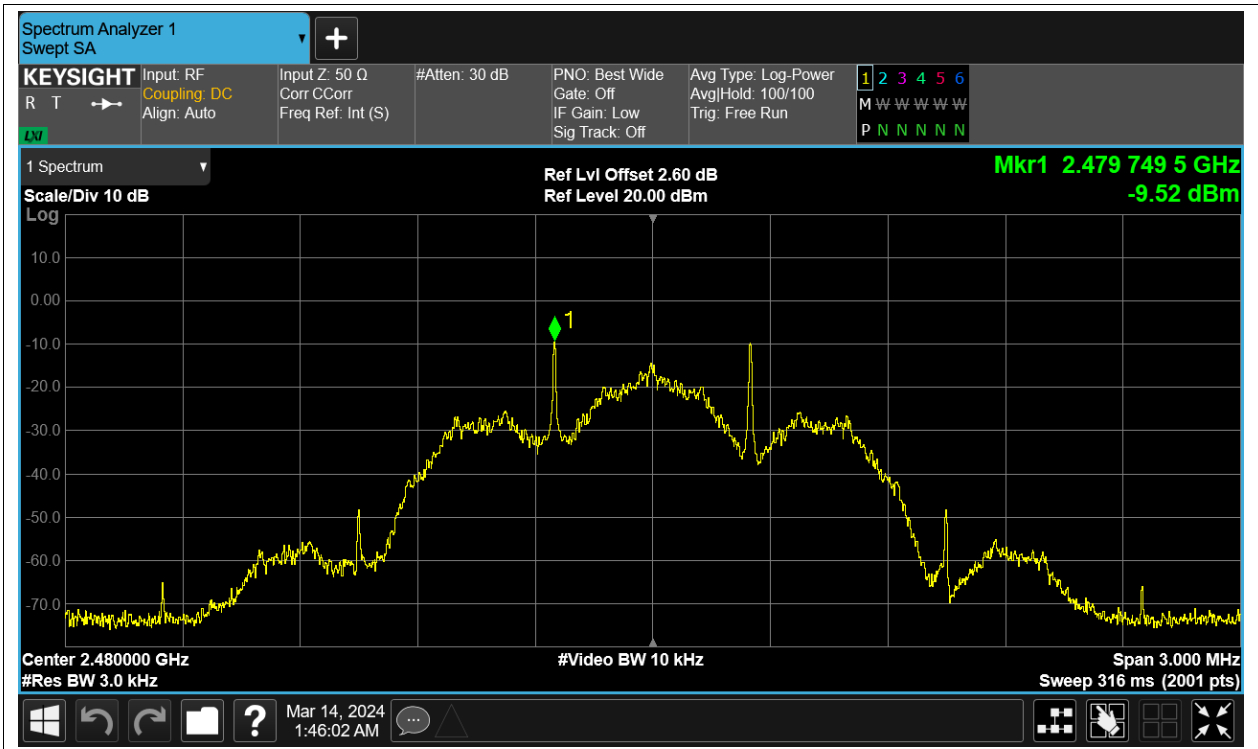 Spectrum Analyzer 1
Swept SA
KEYSIGHT
R T
LXI
Input: RF
Coupling: DC
Align: Auto
Input Z: 50 Ω
Corr CCorr
Freq Ref: Int (S)
#Atten: 30 dB
PNO: Best Wide
Gate: Off
IF Gain: Low
Sig Track: Off
Avg Type: Log-Power
Avg|Hold: 100/100
Trig: Free Run
1 2 3 4 5 6
M W W W W W
P N N N N N
1 Spectrum
Scale/Div 10 dB
Log
Ref Lvl Offset 2.60 dB
Ref Level 20.00 dBm
Mkr1 2.479 749 5 GHz
-9.52 dBm
10.0
0.00
-10.0
-20.0
-30.0
-40.0
-50.0
-60.0
-70.0
1
Center 2.480000 GHz
#Res BW 3.0 kHz
#Video BW 10 kHz
Span 3.000 MHz
Sweep 316 ms (2001 pts)
?
Mar 14, 2024
1:46:02 AM